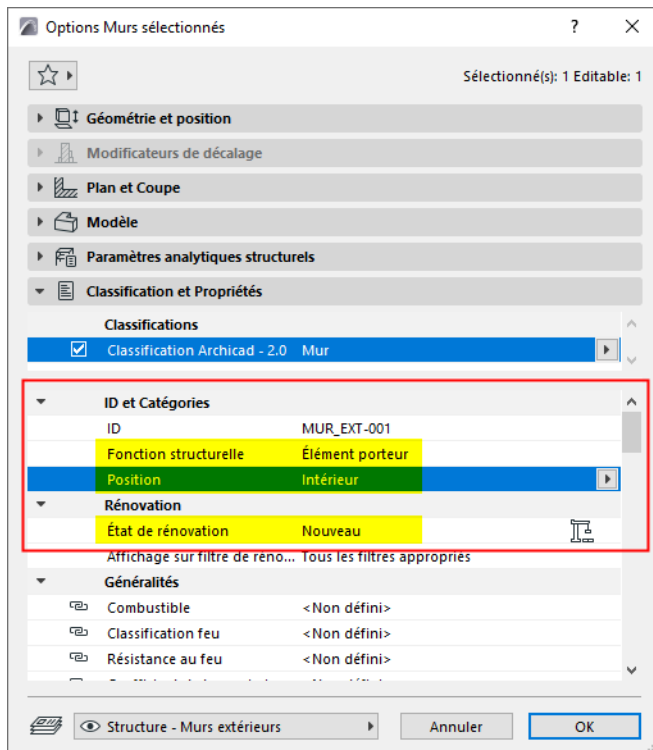 Options Murs sélectionnés ? ×
Sélectionné(s): 1 Editable: 1
Géométrie et position
Modificateurs de décalage
Plan et Coupe
Modèle
Paramètres analytiques structurels
Classification et Propriétés
Classifications
Classification Archicad - 2.0 Mur
ID et Catégories
ID MUR_EXT-001
Fonction structurelle Élément porteur
Position Intérieur
Rénovation
État de rénovation Nouveau
Affichage sur filtre de réno... Tous les filtres appropriés
Généralités
Combustible <Non défini>
Classification feu <Non défini>
Résistance au feu <Non défini>
Structure - Murs extérieurs
Annuler
OK